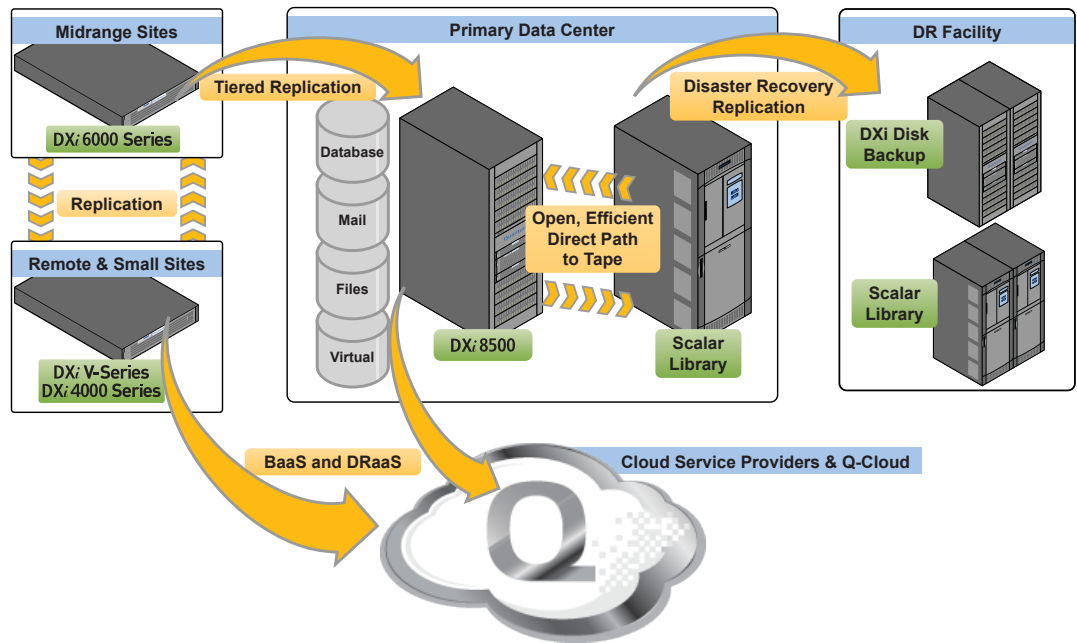 Midrange Sites
DXi 6000 Series
Replication
Remote & Small Sites
DXi V-Series
DXi 4000 Series
Tiered Replication
Primary Data Center
Database
Mail
Files
Virtual
DXi 8500
Open, Efficient
Direct Path
to Tape
Scalar
Library
Disaster Recovery
Replication
DR Facility
DXi Disk
Backup
Scalar
Library
BaaS and DRaaS
Cloud Service Providers & Q-Cloud
Q